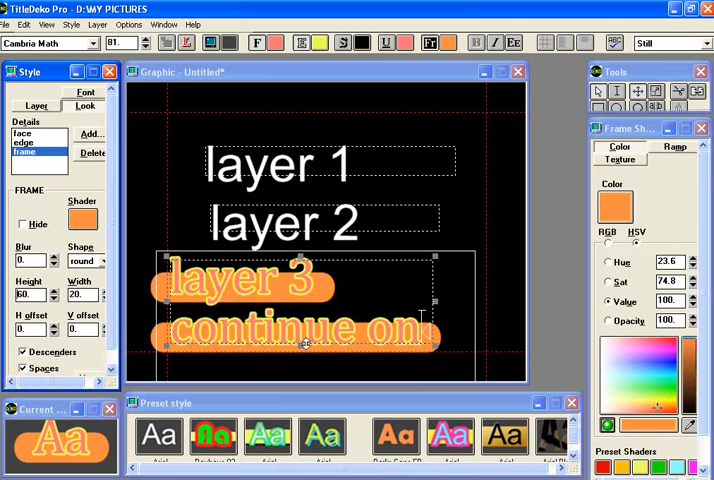 TitleDeko Pro - D:\MY PICTURES
File Edit View Style Layer Options Window Help
Cambria Math 81. F E S U F Fr B I Ee ABC Still
Style
Font
Layer Look
Details
face
edge
frame
Add...
Delete
FRAME
Shader
Hide
Blur Shape
0. round
Height Width
60. 20.
H offset V offset
0. 0.
Descenders
Spaces
Graphic - Untitled*
layer 1
layer 2
layer 3
continue on
Tools
Frame Sh...
Color Ramp
Texture
Color
RGB HSV
Hue 23.6
Sat 74.8
Value 100.
Opacity 100.
Preset Shaders
Current ...
Aa
Preset style
Aa Aa Aa Aa Aa Aa Aa